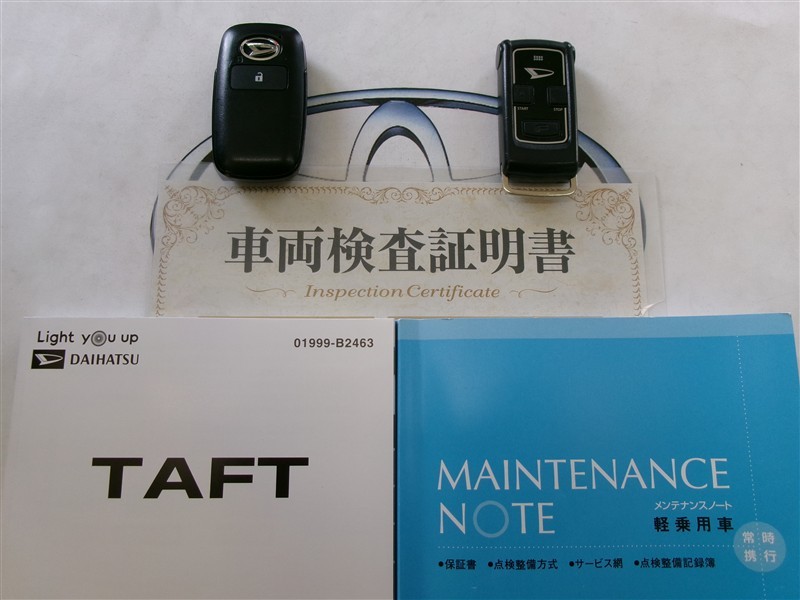 START STOP
車両検査証明書
Inspection Certificate
Light you up
DAIHATSU
01999-B2463
TAFT
MAINTENANCE
NOTE
メンテナンスノート
軽乗用車
常時
携行
•保証書 •点検整備方式 •サービス網 •点検整備記録簿